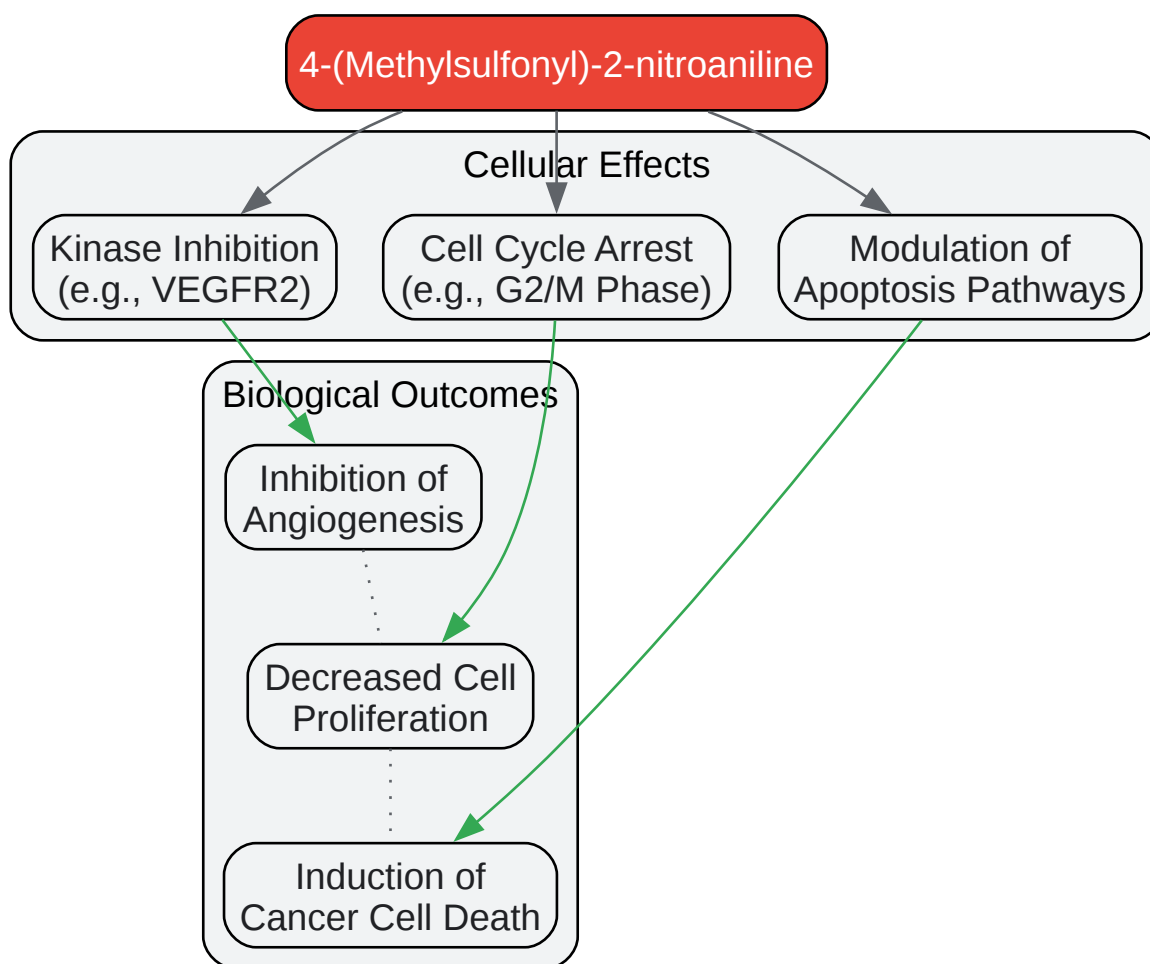 4-(Methylsulfonyl)-2-nitroaniline
Cellular Effects
Kinase Inhibition
(e.g., VEGFR2)
Cell Cycle Arrest
(e.g., G2/M Phase)
Modulation of
Apoptosis Pathways
Biological Outcomes
Inhibition of
Angiogenesis
Decreased Cell
Proliferation
Induction of
Cancer Cell Death